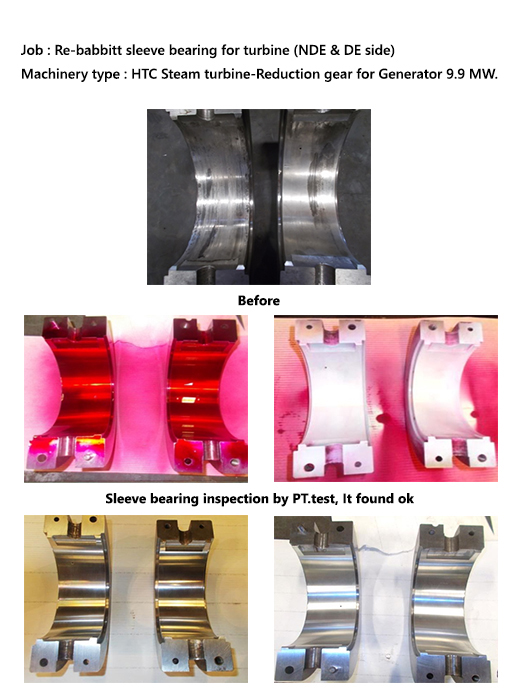 Job : Re-babbitt sleeve bearing for turbine (NDE & DE side)
Machinery type : HTC Steam turbine-Reduction gear for Generator 9.9 MW.
Before
Sleeve bearing inspection by PT.test, It found ok